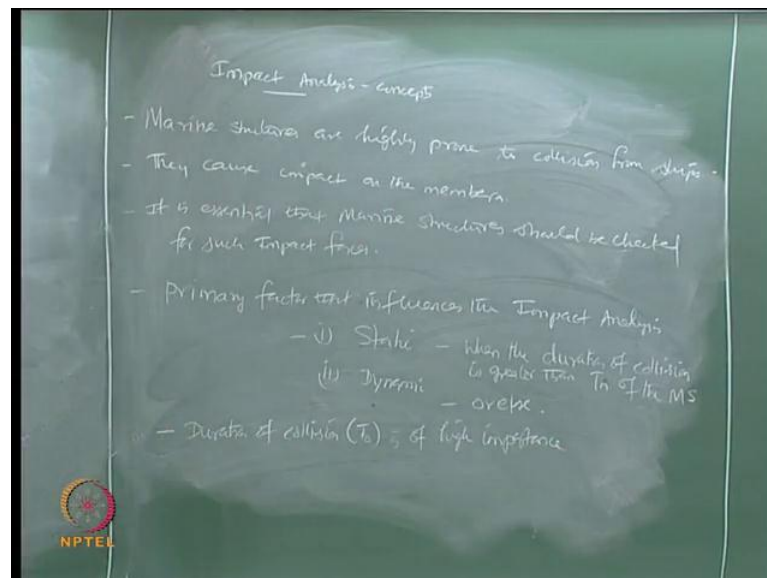 Impact Analysis - concepts
- Marine structures are highly prone to collision from ships.
- They cause impact on the members.
- It is essential that Marine structures should be checked
for such Impact forces.
- Primary factor that influences the Impact Analysis
- i) Static - when the duration of collision
is greater than Tn of the MS
(ii) Dynamic
- or else.
- Duration of collision (To) is of high importance
NPTEL